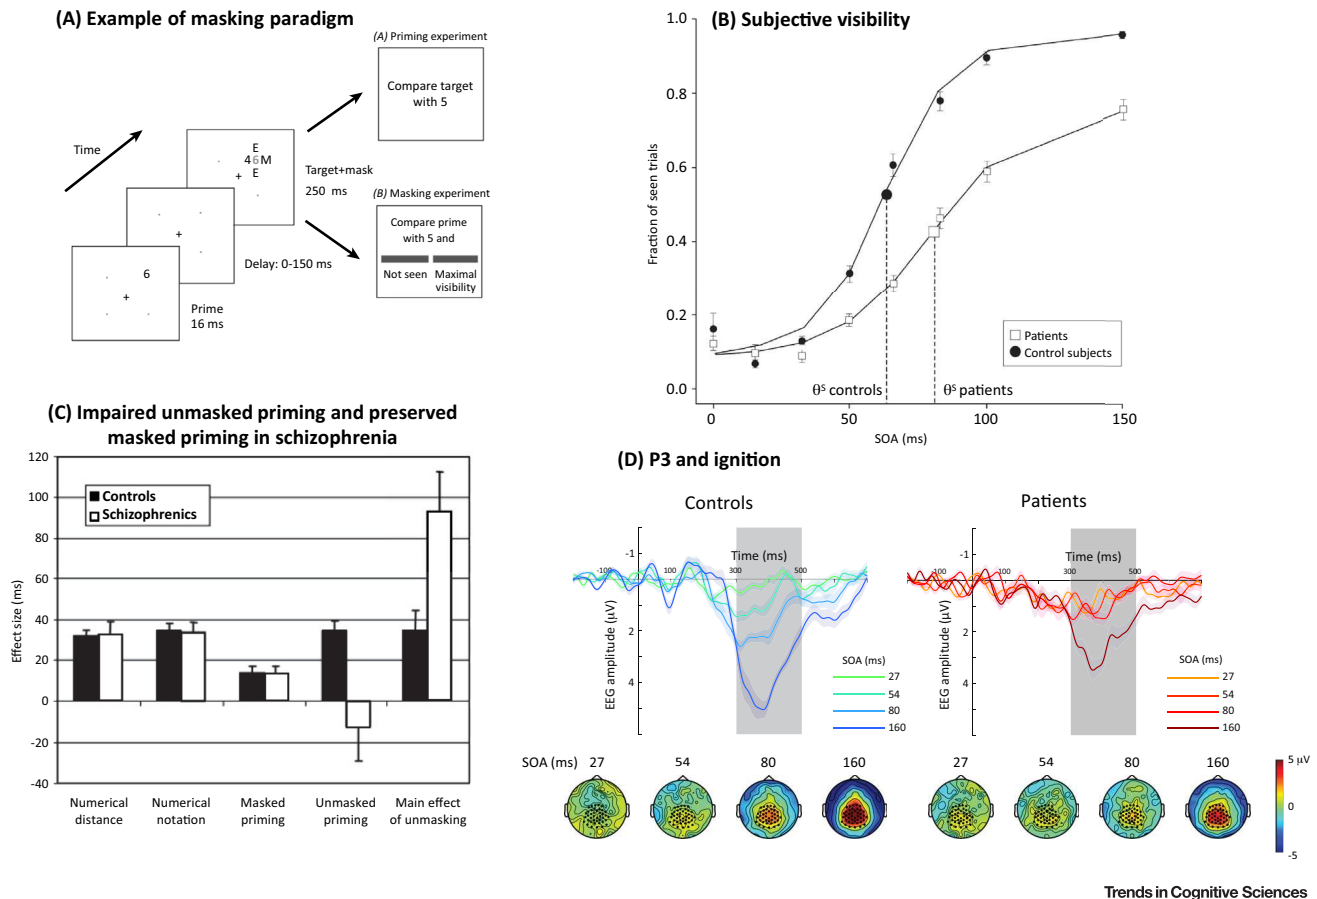 (A) Example of masking paradigm
Time
6
+
Prime
16 ms
+
Delay: 0-150 ms
E
4 6 M
E
+
Target+mask
250 ms
(A) Priming experiment
Compare target
with 5
(B) Masking experiment
Compare prime
with 5 and
Not seen
Maximal
visibility
(B) Subjective visibility
Fraction of seen trials
1.0
0.8
0.6
0.4
0.2
0.0
θS controls
θS patients
Patients
Control subjects
0
50
100
150
SOA (ms)
(C) Impaired unmasked priming and preserved
masked priming in schizophrenia
Effect size (ms)
120
100
80
60
40
20
0
-20
-40
Controls
Schizophrenics
Numerical
distance
Numerical
notation
Masked
priming
Unmasked
priming
Main effect
of unmasking
(D) P3 and ignition
Controls
EEG amplitude (µV)
-1
2
4
Time (ms)
-100
100
300
500
SOA (ms)
27
54
80
160
Patients
EEG amplitude (µV)
-1
2
4
Time (ms)
100
100
300
500
SOA (ms)
27
54
80
160
SOA (ms) 27 54 80 160
27 54 80 160
5 µV
0
-5
Trends in Cognitive Sciences